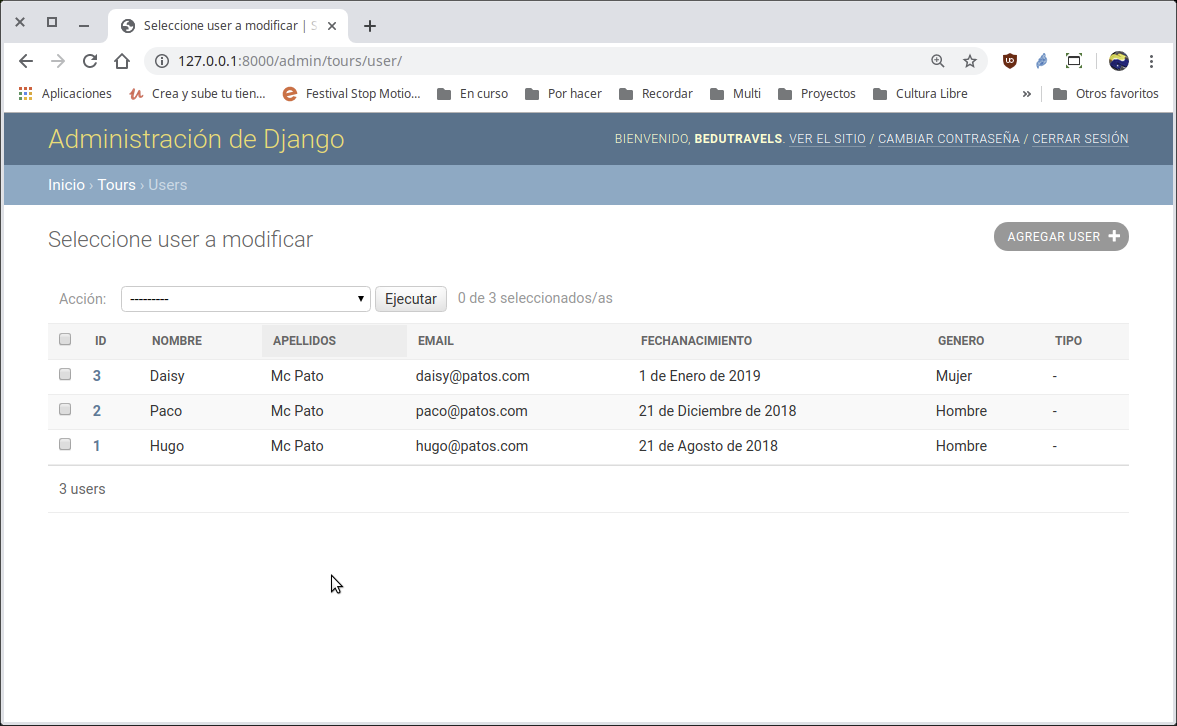 Seleccione user a modificar | S
127.0.0.1:8000/admin/tours/user/
Aplicaciones Crea y sube tu tien... Festival Stop Motio... En curso Por hacer Recordar Multi Proyectos Cultura Libre » Otros favoritos
Administración de Django BIENVENIDO, BEDUTRAVELS. VER EL SITIO / CAMBIAR CONTRASEÑA / CERRAR SESIÓN
Inicio › Tours › Users
Seleccione user a modificar AGREGAR USER +
Acción: --------- Ejecutar 0 de 3 seleccionados/as
ID NOMBRE APELLIDOS EMAIL FECHANACIMIENTO GENERO TIPO
3 Daisy Mc Pato daisy@patos.com 1 de Enero de 2019 Mujer -
2 Paco Mc Pato paco@patos.com 21 de Diciembre de 2018 Hombre -
1 Hugo Mc Pato hugo@patos.com 21 de Agosto de 2018 Hombre -
3 users